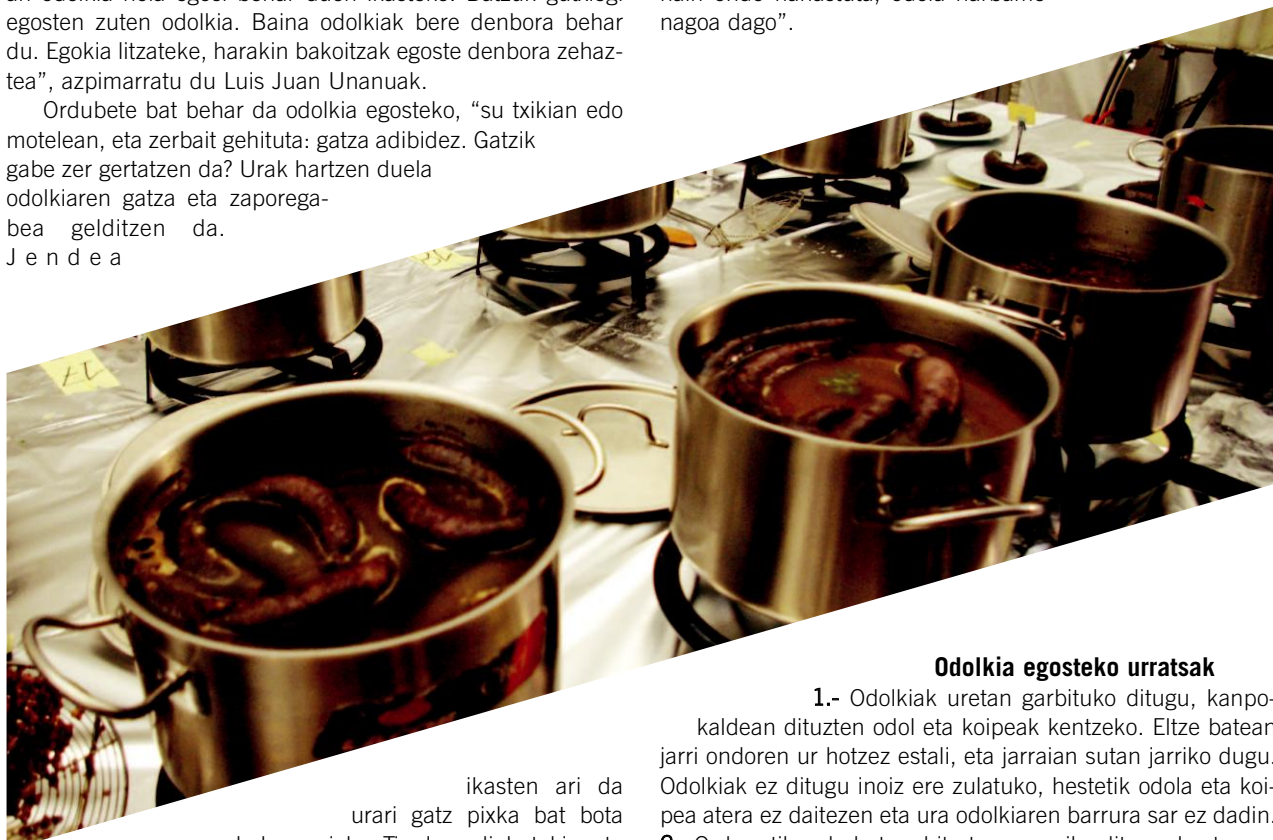 egosten zuten odolkia. Baina odolkiak bere denbora behar
du. Egokia litzateke, harakin bakoitzak egoste denbora zehaz-
tea”, azpimarratu du Luis Juan Unanuak.
Ordubete bat behar da odolkia egosteko, “su txikian edo
motelean, eta zerbait gehituta: gatza adibidez. Gatzik
gabe zer gertatzen da? Urak hartzen duela
odolkiaren gatza eta zaporega-
bea gelditzen da.
Jendea
ikasten ari da
urari gatz pixka bat bota
nagoa dago”.
Odolkia egosteko urratsak
1.- Odolkiak uretan garbituko ditugu, kanpo-
kaldean dituzten odol eta koipeak kentzeko. Eltze batean
jarri ondoren ur hotzez estali, eta jarraian sutan jarriko dugu.
Odolkiak ez ditugu inoiz ere zulatuko, hestetik odola eta koi-
pea atera ez daitezen eta ura odolkiaren barrura sar ez dadin.
17